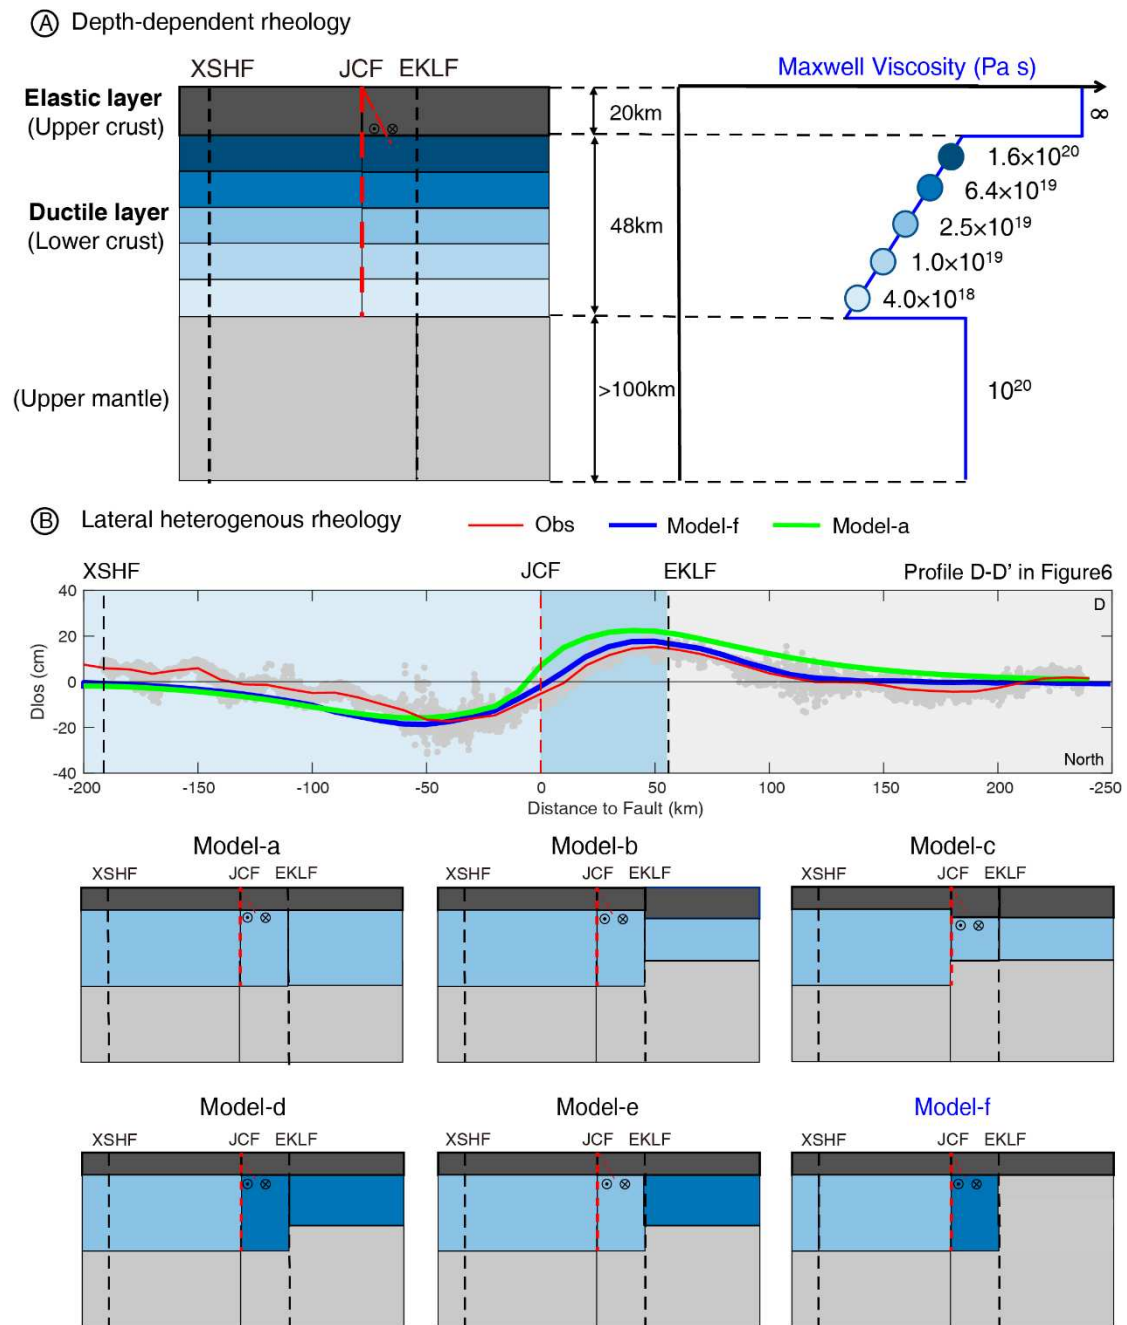 A Depth-dependent rheology
XSHF JCF EKLF
Maxwell Viscosity (Pa s)
Elastic layer
(Upper crust)
20km
∞
1.6×10²⁰
6.4×10¹⁹
Ductile layer
(Lower crust)
48km
2.5×10¹⁹
1.0×10¹⁹
4.0×10¹⁸
(Upper mantle)
>100km
10²⁰
B Lateral heterogenous rheology
Obs Model-f Model-a
XSHF JCF EKLF Profile D-D' in Figure6
40
20
0
-20
-40
Dlos (cm)
D
North
-200 -150 -100 -50 0 50 100 150 200 -250
Distance to Fault (km)
Model-a Model-b Model-c
XSHF JCF EKLF XSHF JCF EKLF XSHF JCF EKLF
Model-d Model-e Model-f
XSHF JCF EKLF XSHF JCF EKLF XSHF JCF EKLF